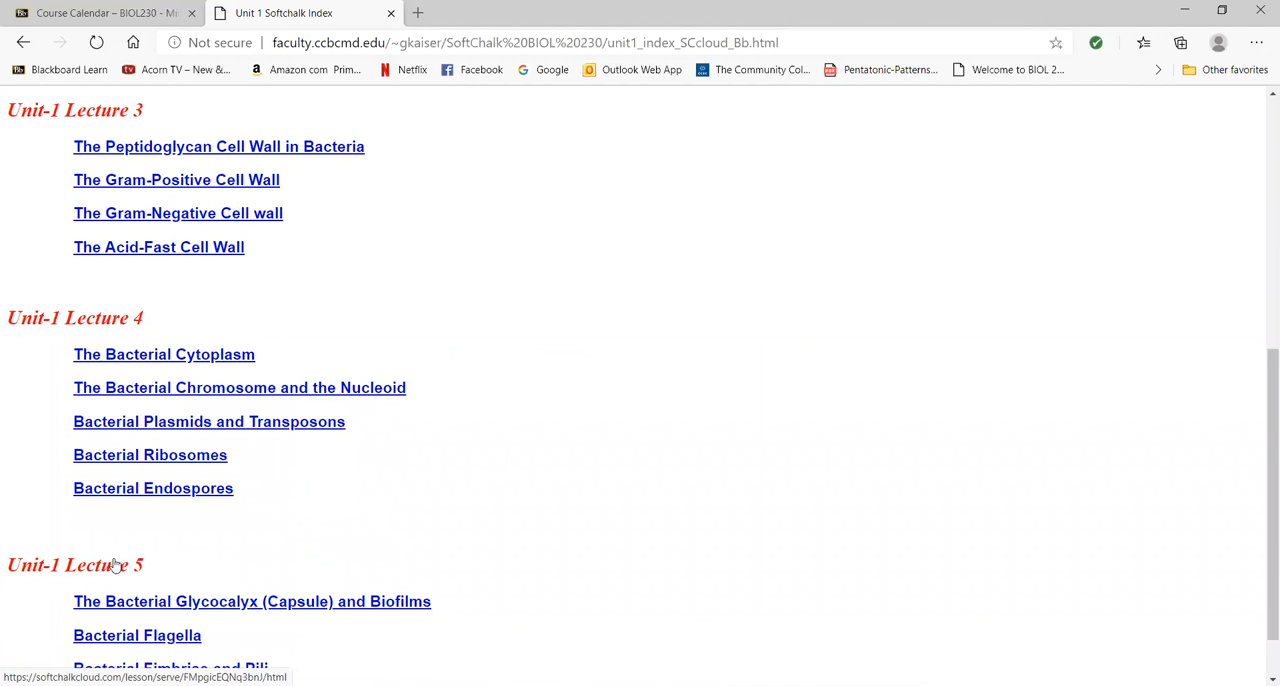 Course Calendar – BIOL230 - Mi
Unit 1 Softchalk Index
Not secure | faculty.ccbcmd.edu/~gkaiser/SoftChalk%20BIOL%20230/unit1_index_SCcloud_Bb.html
Blackboard Learn
Acorn TV – New &...
Amazon com Prim...
Netflix
Facebook
Google
Outlook Web App
The Community Col...
Pentatonic-Patterns...
Welcome to BIOL 2...
Other favorites
Unit-1 Lecture 3
The Peptidoglycan Cell Wall in Bacteria
The Gram-Positive Cell Wall
The Gram-Negative Cell wall
The Acid-Fast Cell Wall
Unit-1 Lecture 4
The Bacterial Cytoplasm
The Bacterial Chromosome and the Nucleoid
Bacterial Plasmids and Transposons
Bacterial Ribosomes
Bacterial Endospores
Unit-1 Lecture 5
The Bacterial Glycocalyx (Capsule) and Biofilms
Bacterial Flagella
Bacterial Fimbriae and Pili
https://softchalkcloud.com/lesson/serve/FMpgicEQNq3bnJ/html